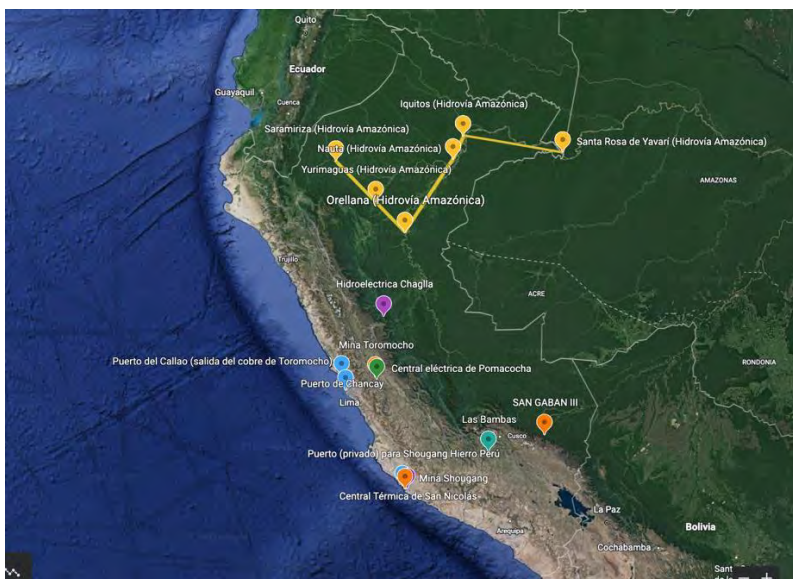 Quito
Ecuador
Guayaquil
Cuenca
Iquitos (Hidrovía Amazónica)
Saramiriza (Hidrovía Amazónica)
Santa Rosa de Yavarí (Hidrovía Amazónica)
Nauta (Hidrovía Amazónica)
Yurimaguas (Hidrovía Amazónica)
AMAZONAS
Orellana (Hidrovía Amazónica)
Trujillo
Hidroelectrica Chaglla
ACRE
Mina Toromocho
Puerto del Callao (salida del cobre de Toromocho)
RONDONIA
Central eléctrica de Pomacocha
Puerto de Chancay
Lima
SAN GABAN III
Las Bambas
Cusco
Puerto (privado) para Shougang Hierro Perú
Mina Shougang
Central Térmica de San Nicolás
La Paz
Bolivia
Arequipa
Cochabamba